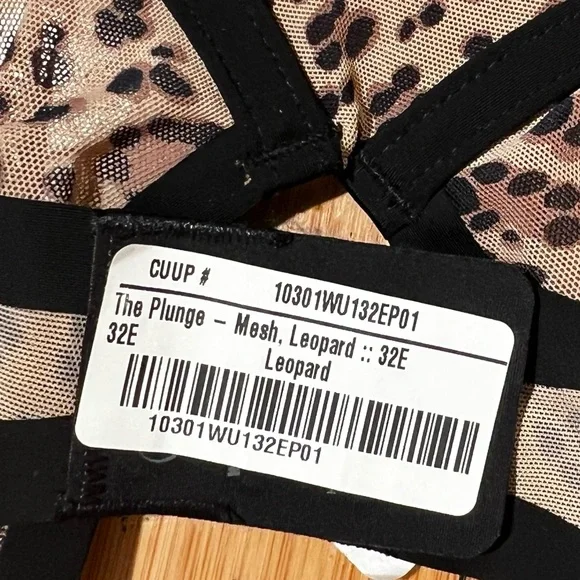 CUUP # 10301WU132EP01
The Plunge – Mesh, Leopard :: 32E
32E Leopard
10301WU132EP01